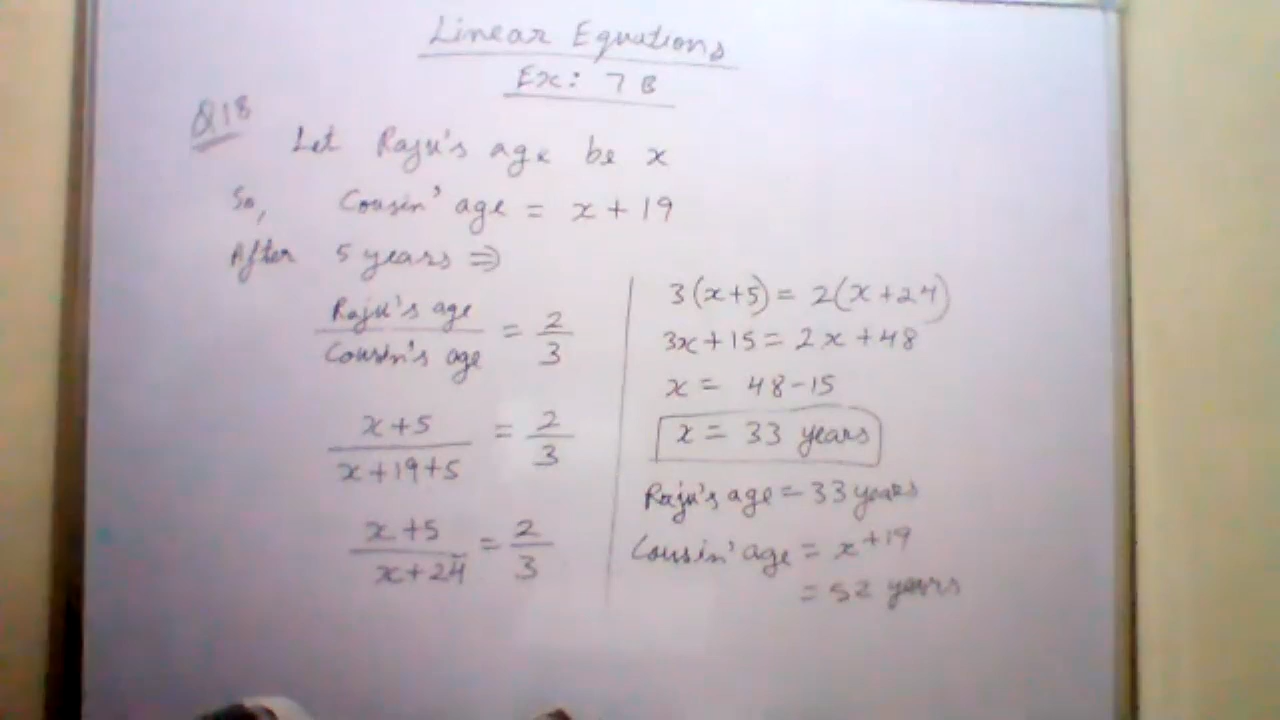 Linear Equations
Ex: 7B
Q18
Let Raju's age be x
So, Cousin' age = x + 19
After 5 years ⇒
Raju's age / Cousin's age = 2/3
x+5 / x+19+5 = 2/3
x+5 / x+24 = 2/3
3(x+5) = 2(x+24)
3x+15 = 2x+48
x = 48-15
x = 33 years
Raju's age = 33 years
Cousin' age = x+19
= 52 years